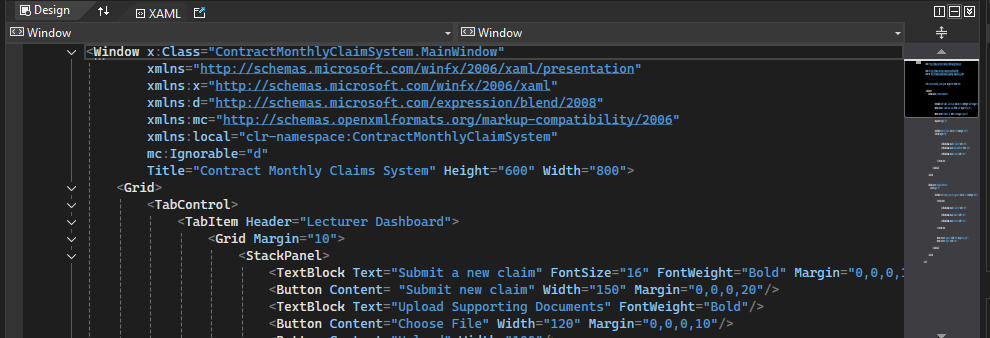 Design XAML
Window Window
<Window x:Class="ContractMonthlyClaimSystem.MainWindow"
xmlns="http://schemas.microsoft.com/winfx/2006/xaml/presentation"
xmlns:x="http://schemas.microsoft.com/winfx/2006/xaml"
xmlns:d="http://schemas.microsoft.com/expression/blend/2008"
xmlns:mc="http://schemas.openxmlformats.org/markup-compatibility/2006"
xmlns:local="clr-namespace:ContractMonthlyClaimSystem"
mc:Ignorable="d"
Title="Contract Monthly Claims System" Height="600" Width="800">
<Grid>
<TabControl>
<TabItem Header="Lecturer Dashboard">
<Grid Margin="10">
<StackPanel>
<TextBlock Text="Submit a new claim" FontSize="16" FontWeight="Bold" Margin="0,0,0,
<Button Content= "Submit new claim" Width="150" Margin="0,0,0,20"/>
<TextBlock Text="Upload Supporting Documents" FontWeight="Bold"/>
<Button Content="Choose File" Width="120" Margin="0,0,0,10"/>